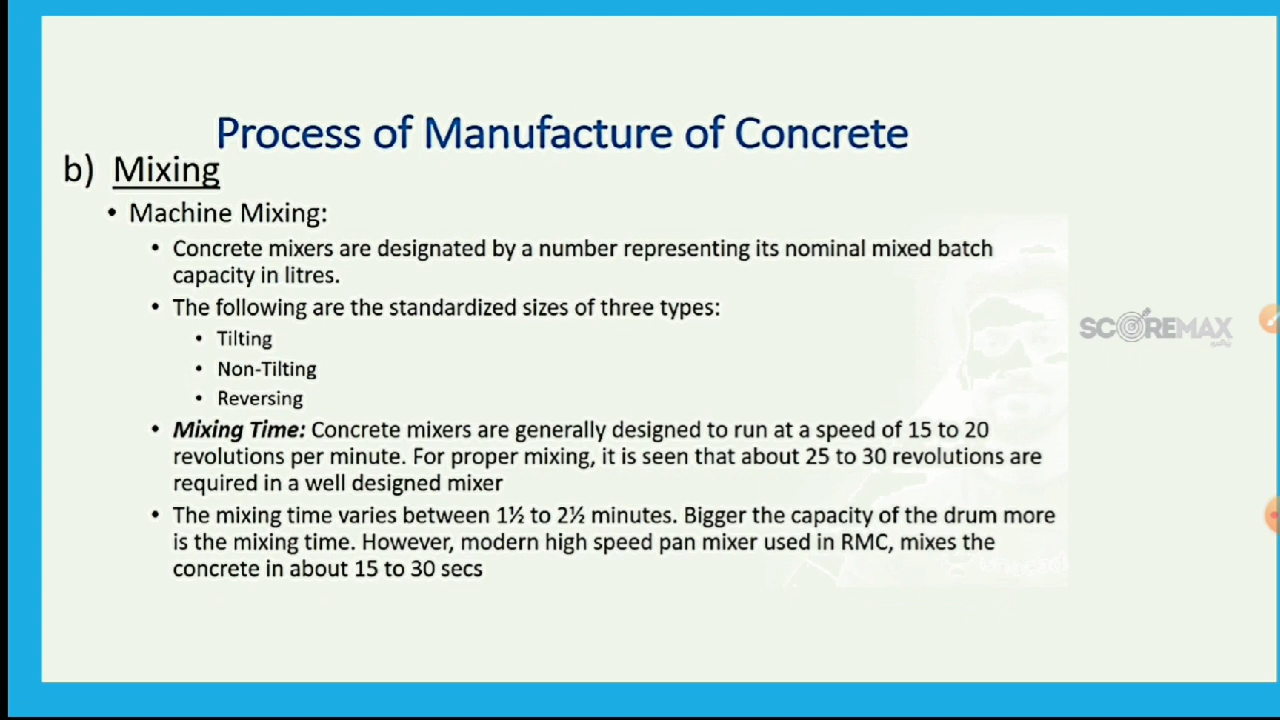 Process of Manufacture of Concrete
b) Mixing
• Machine Mixing:
• Concrete mixers are designated by a number representing its nominal mixed batch
capacity in litres.
• The following are the standardized sizes of three types:
• Tilting
• Non-Tilting
• Reversing
• Mixing Time: Concrete mixers are generally designed to run at a speed of 15 to 20
revolutions per minute. For proper mixing, it is seen that about 25 to 30 revolutions are
required in a well designed mixer
• The mixing time varies between 1½ to 2½ minutes. Bigger the capacity of the drum more
is the mixing time. However, modern high speed pan mixer used in RMC, mixes the
concrete in about 15 to 30 secs
SCOREMAX